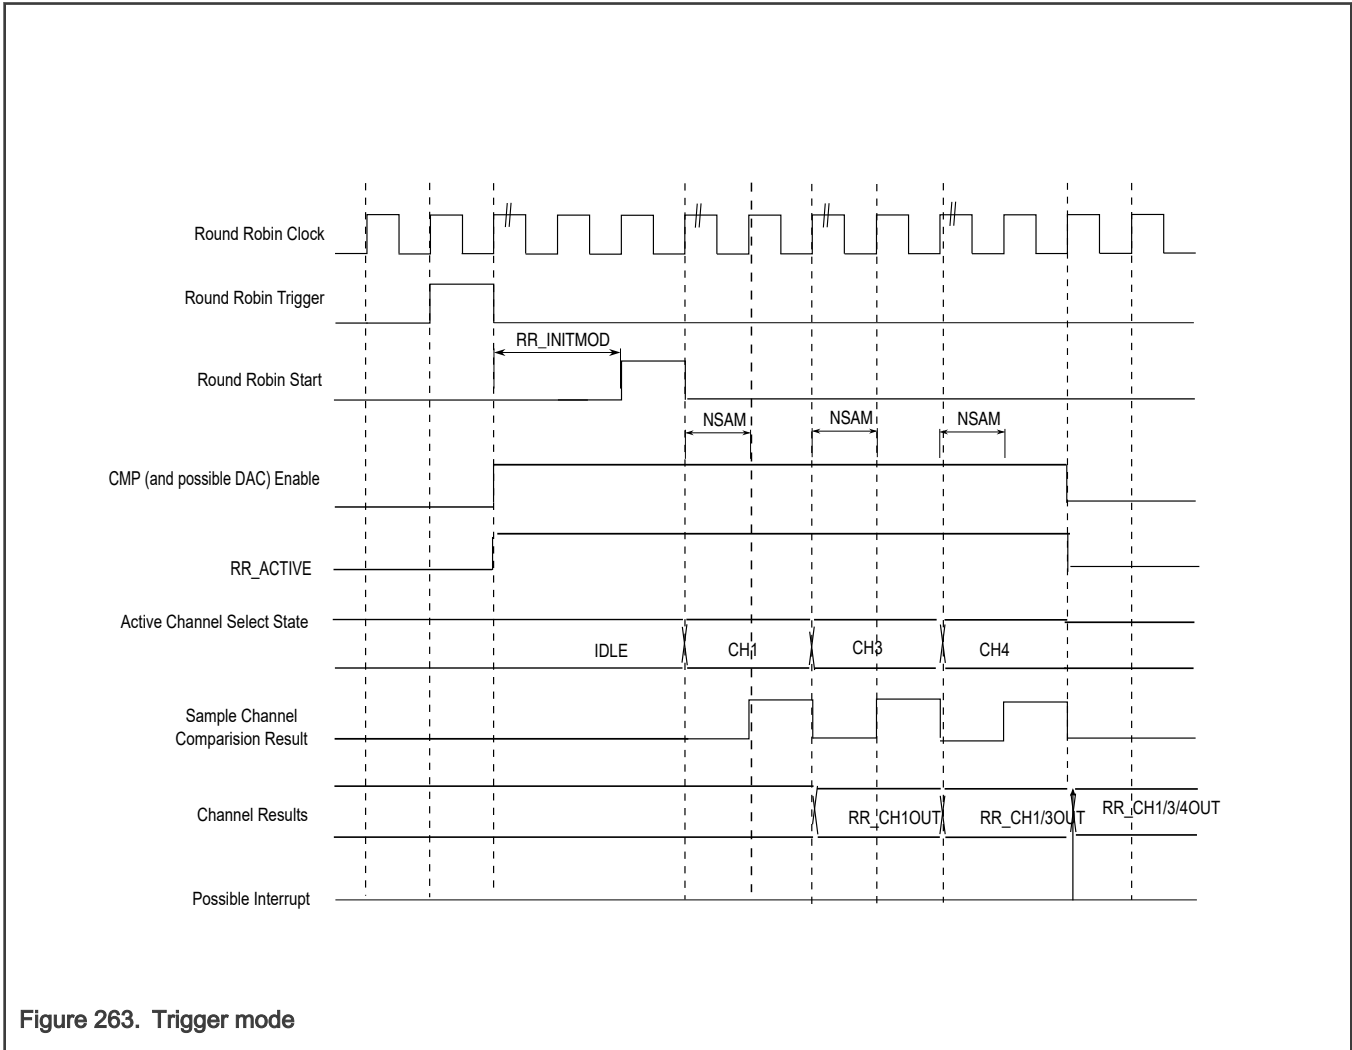 Round Robin Clock
Round Robin Trigger
RR_INITMOD
Round Robin Start
NSAM
NSAM
NSAM
CMP (and possible DAC) Enable
RR_ACTIVE
Active Channel Select State
IDLE
CH1
CH3
CH4
Sample Channel
Comparision Result
Channel Results
RR_CH1OUT
RR_CH1/3OUT
RR_CH1/3/4OUT
Possible Interrupt
Figure 263. Trigger mode